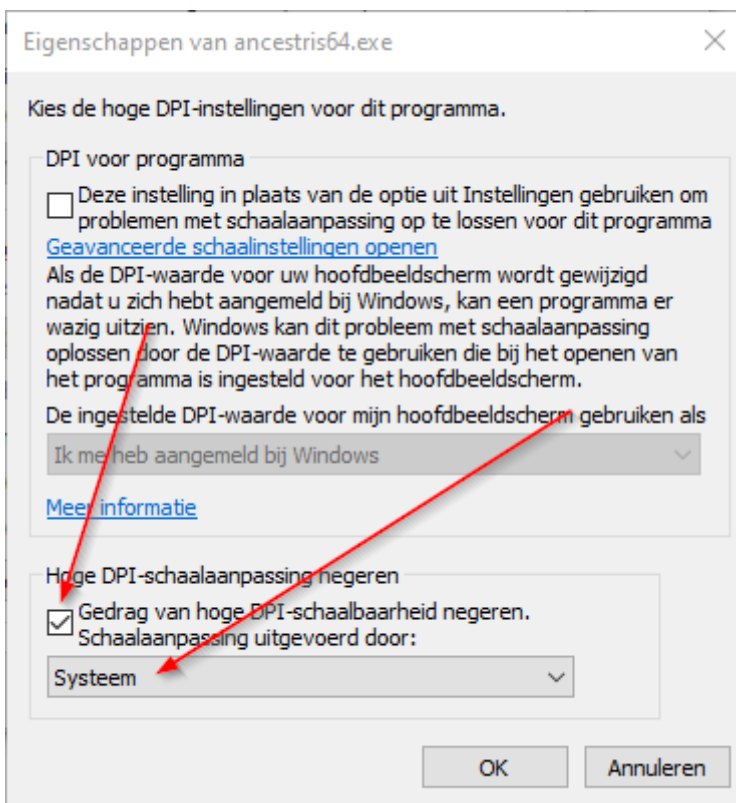 Eigenschappen van ancestris64.exe
Kies de hoge DPI-instellingen voor dit programma.
DPI voor programma
Deze instelling in plaats van de optie uit Instellingen gebruiken om
problemen met schaalaanpassing op te lossen voor dit programma
Geavanceerde schaalinstellingen openen
Als de DPI-waarde voor uw hoofdbeeldscherm wordt gewijzigd
nadat u zich hebt aangemeld bij Windows, kan een programma er
wazig uitzien. Windows kan dit probleem met schaalaanpassing
oplossen door de DPI-waarde te gebruiken die bij het openen van
het programma is ingesteld voor het hoofdbeeldscherm.
De ingestelde DPI-waarde voor mijn hoofdbeeldscherm gebruiken als
Ik me heb aangemeld bij Windows
Meer informatie
Hoge DPI-schaalaanpassing negeren
Gedrag van hoge DPI-schaalbaarheid negeren.
Schaalaanpassing uitgevoerd door:
Systeem
OK
Annuleren